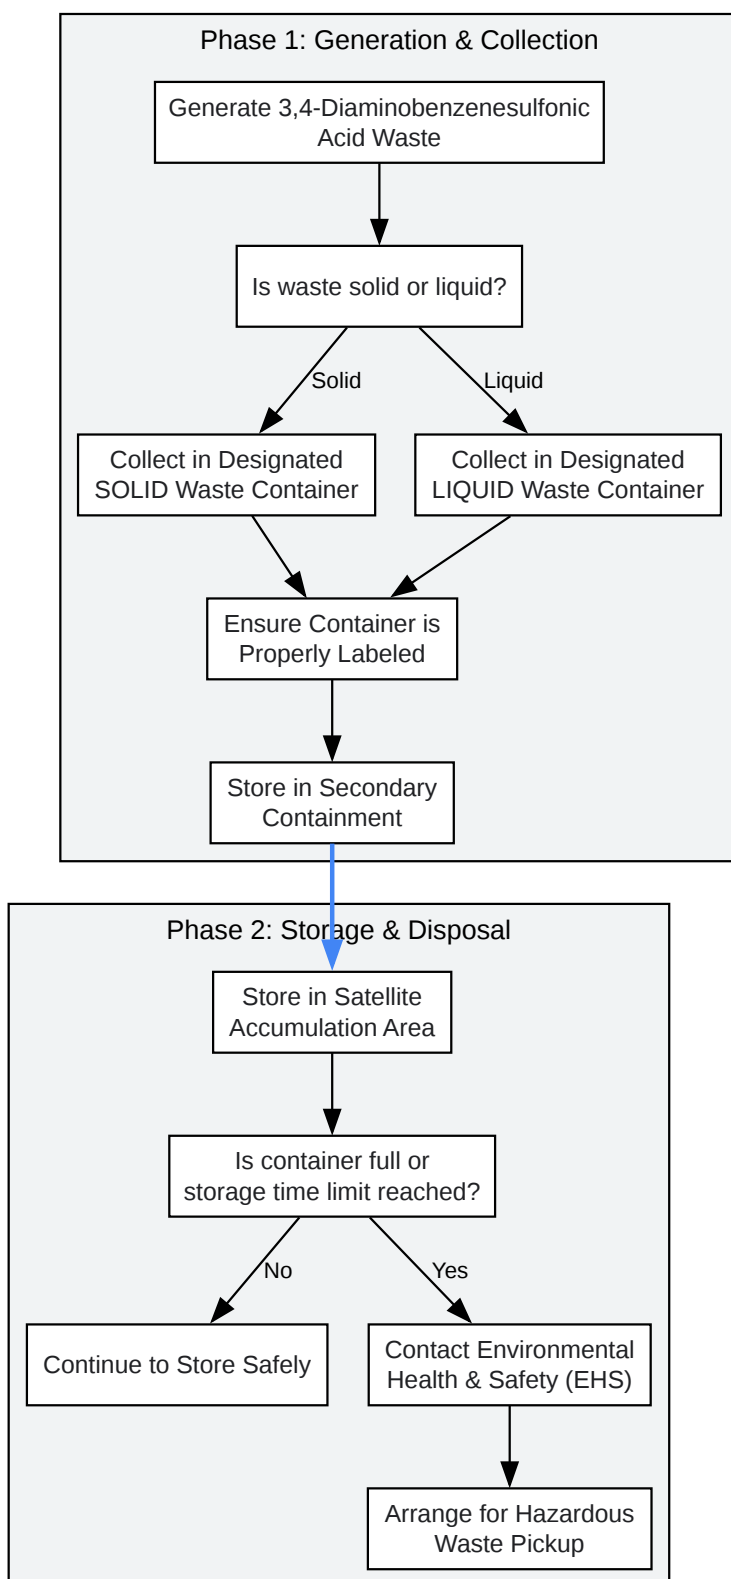 Phase 1: Generation & Collection
Generate 3,4-Diaminobenzenesulfonic
Acid Waste
Is waste solid or liquid?
Solid
Liquid
Collect in Designated
SOLID Waste Container
Collect in Designated
LIQUID Waste Container
Ensure Container is
Properly Labeled
Store in Secondary
Containment
Phase 2: Storage & Disposal
Store in Satellite
Accumulation Area
Is container full or
storage time limit reached?
No
Yes
Continue to Store Safely
Contact Environmental
Health & Safety (EHS)
Arrange for Hazardous
Waste Pickup